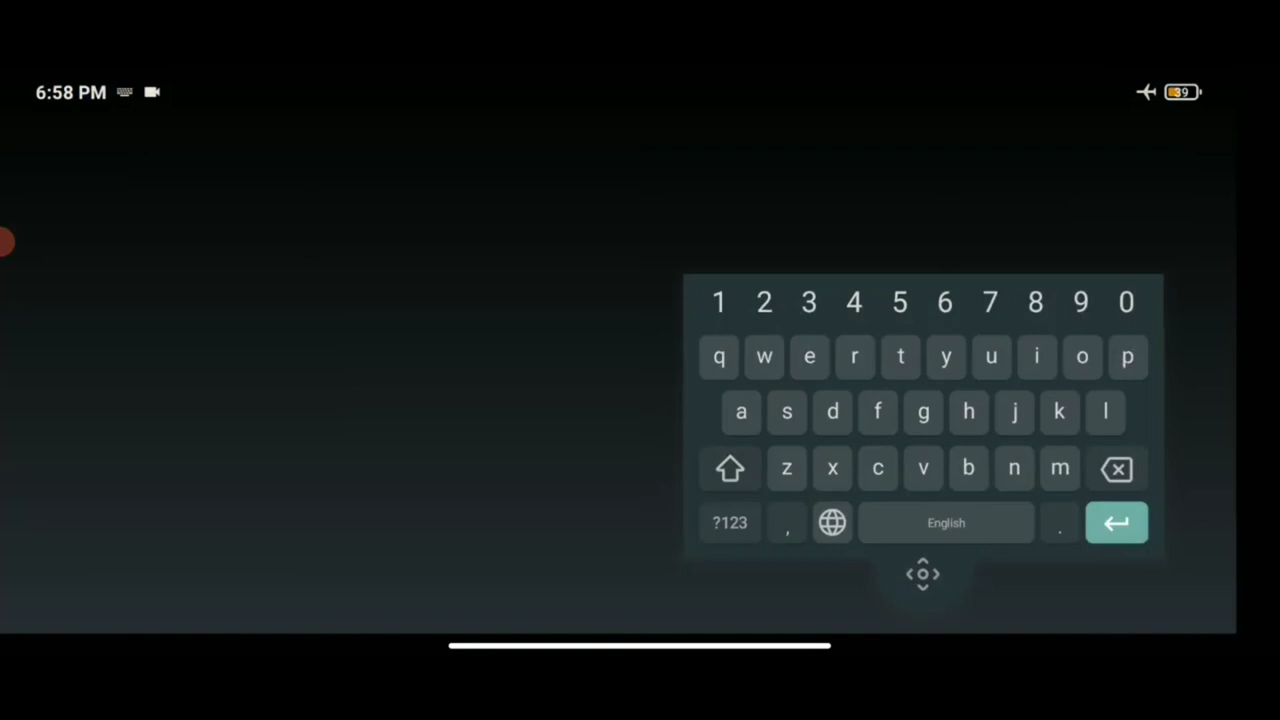 6:58 PM 39
1 2 3 4 5 6 7 8 9 0
q w e r t y u i o p
a s d f g h j k l
z x c v b n m
?123 , English .